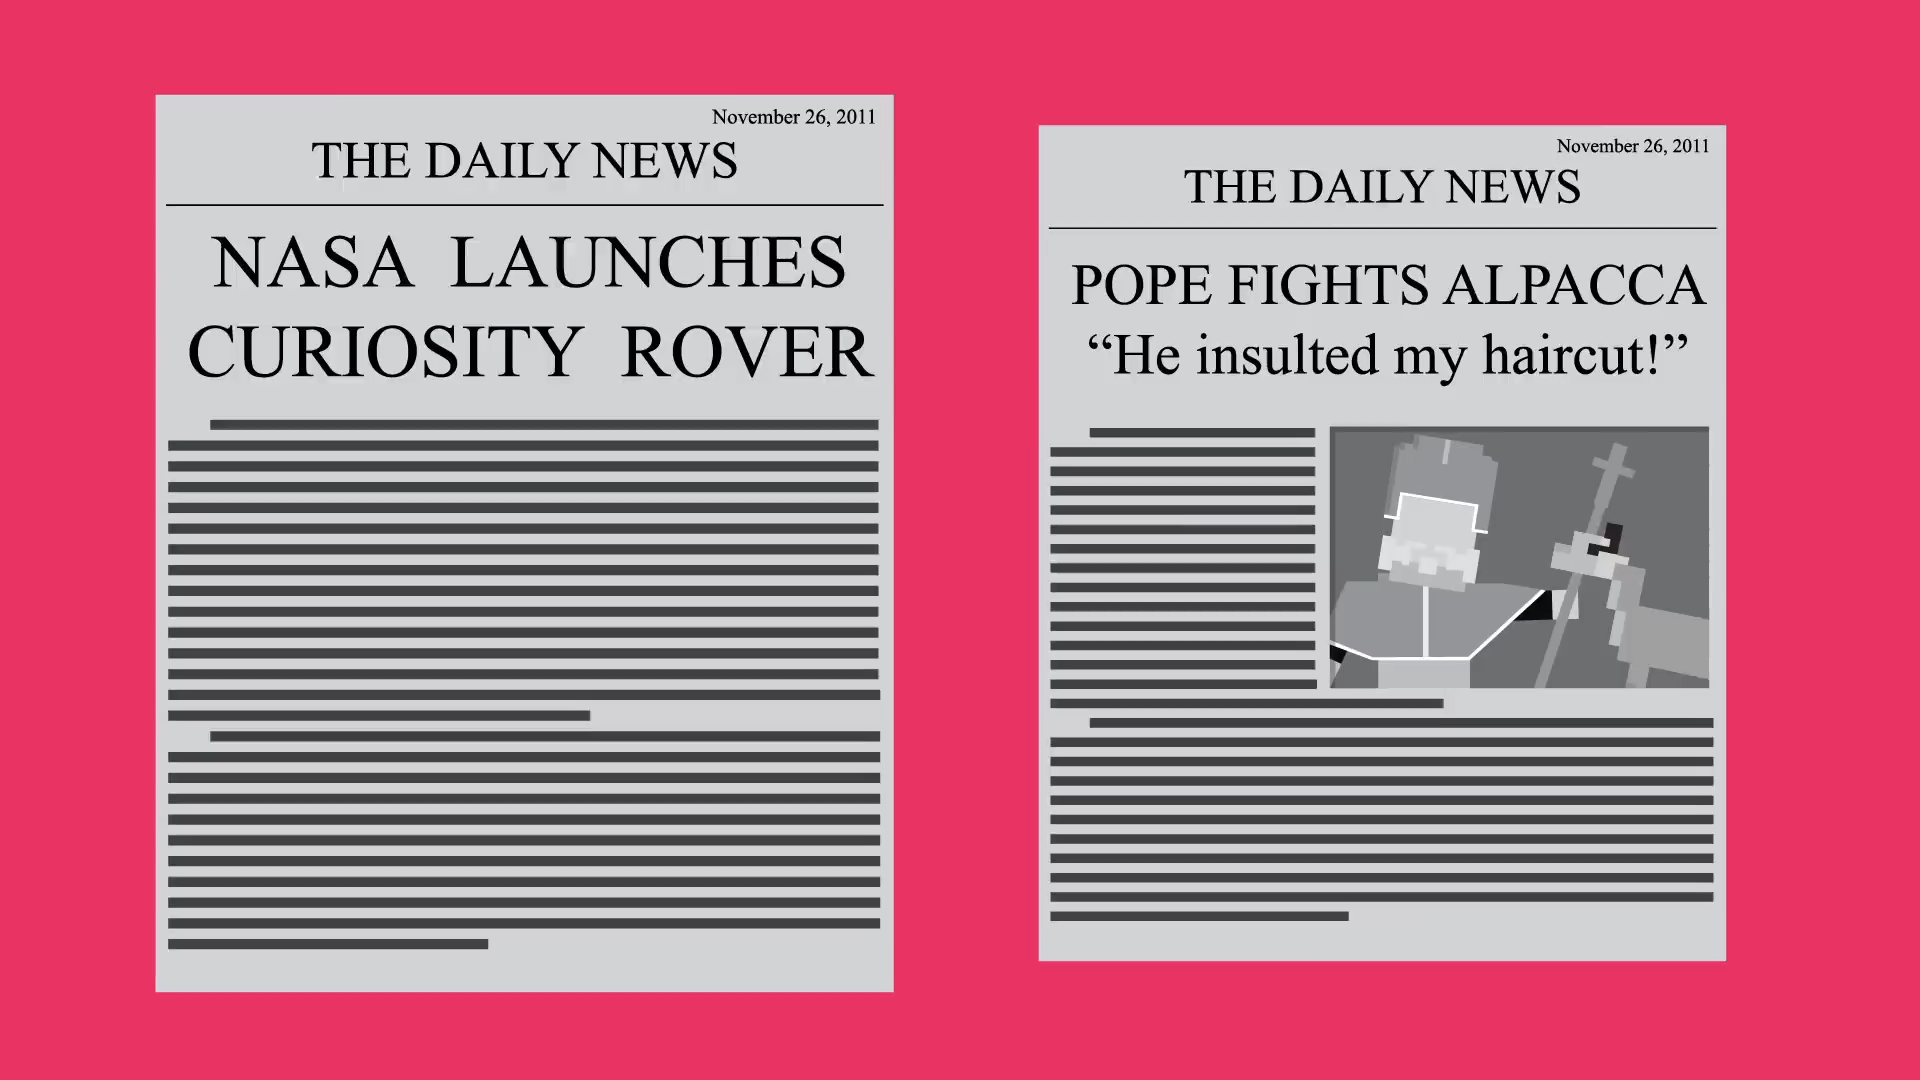 November 26, 2011
THE DAILY NEWS
NASA LAUNCHES
CURIOSITY ROVER
November 26, 2011
THE DAILY NEWS
POPE FIGHTS ALPACCA
“He insulted my haircut!”